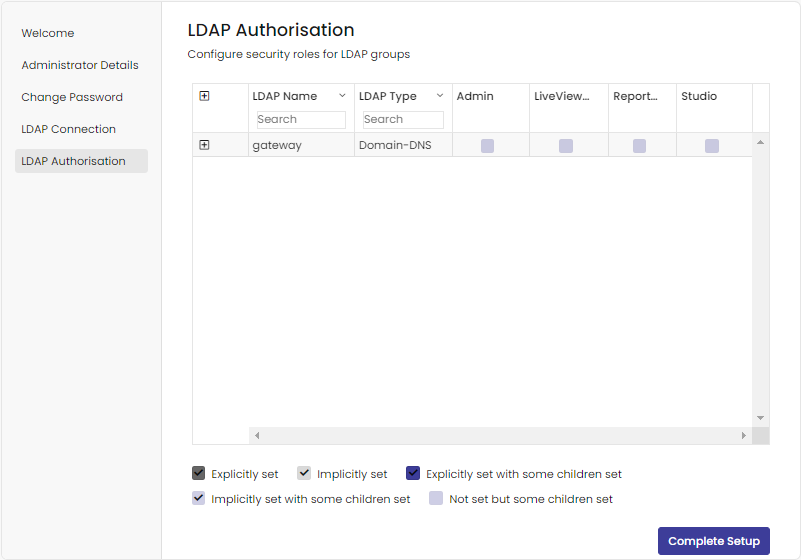 Welcome
Administrator Details
Change Password
LDAP Connection
LDAP Authorisation
LDAP Authorisation
Configure security roles for LDAP groups
LDAP Name LDAP Type Admin LiveView... Report... Studio
Search Search
gateway Domain-DNS
Explicitly set Implicitly set Explicitly set with some children set
Implicitly set with some children set Not set but some children set
Complete Setup